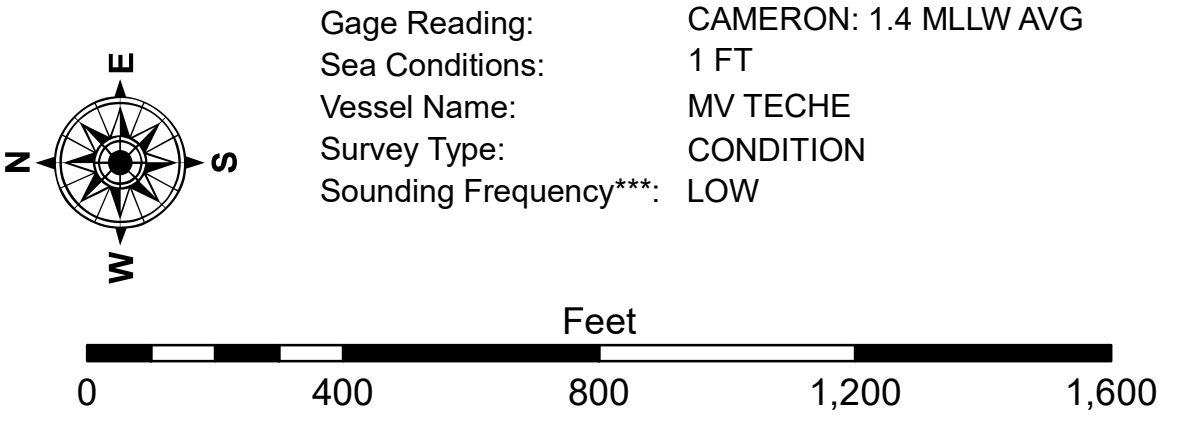 E
N S
W
Gage Reading: CAMERON: 1.4 MLLW AVG
Sea Conditions: 1 FT
Vessel Name: MV TECHE
Survey Type: CONDITION
Sounding Frequency***: LOW
Feet
0 400 800 1,200 1,600